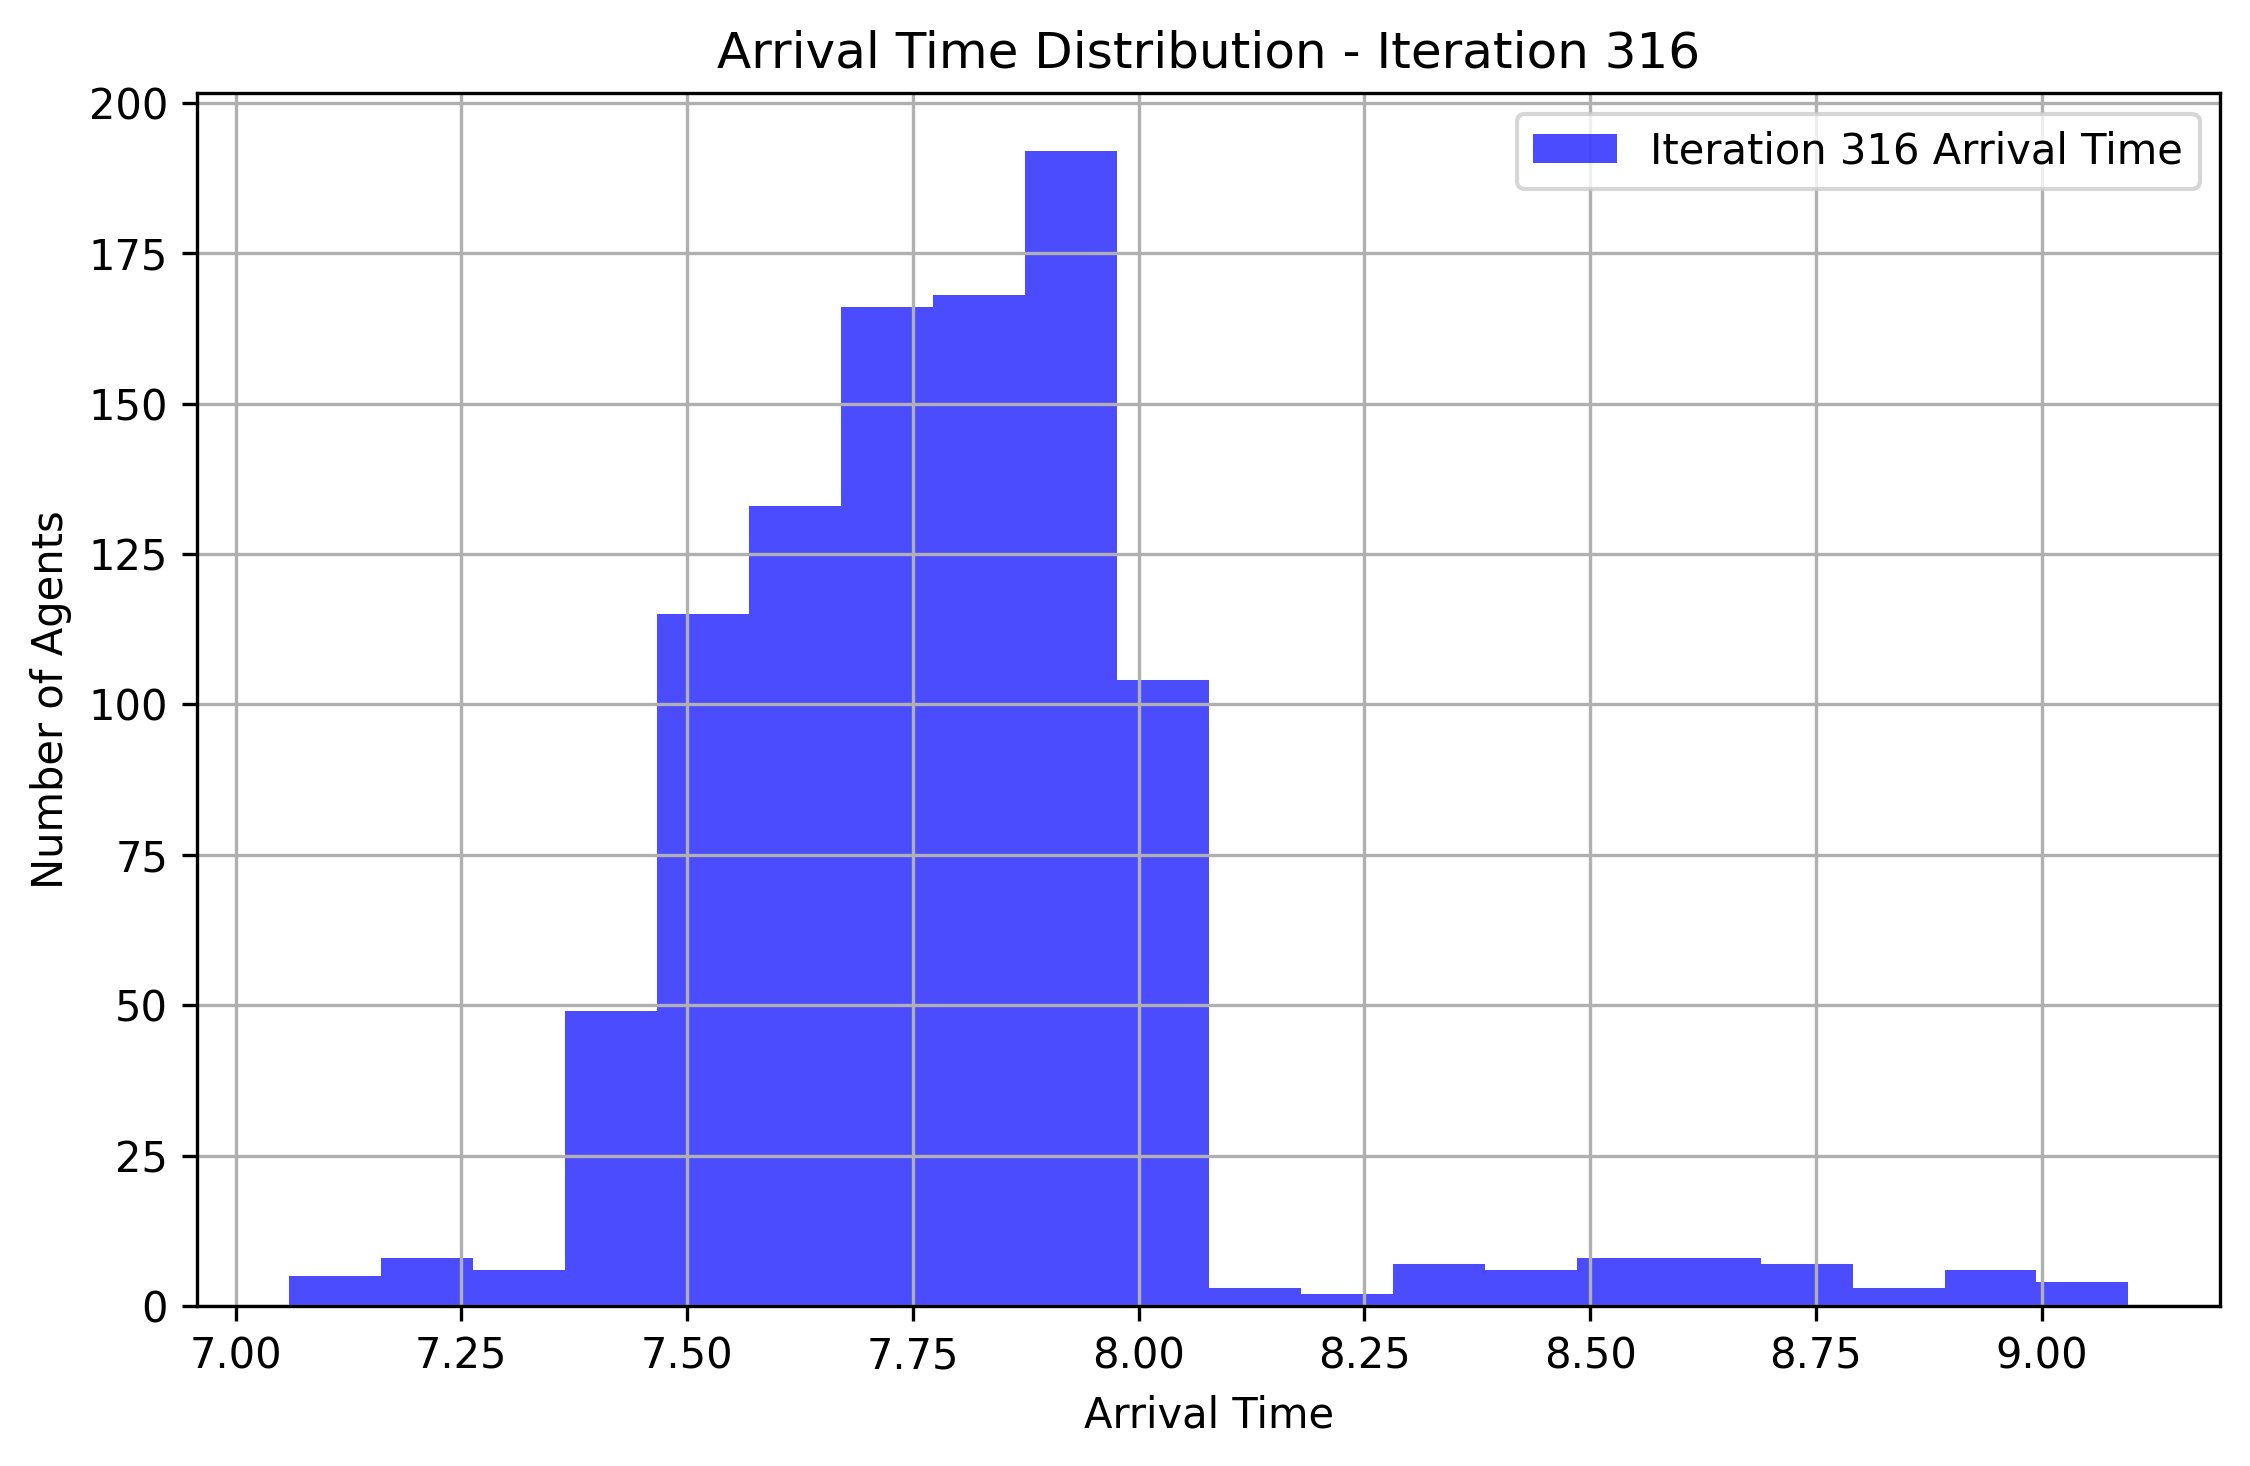 Arrival Time Distribution - Iteration 316
Iteration 316 Arrival Time
Number of Agents
200
175
150
125
100
75
50
25
0
7.00 7.25 7.50 7.75 8.00 8.25 8.50 8.75 9.00
Arrival Time